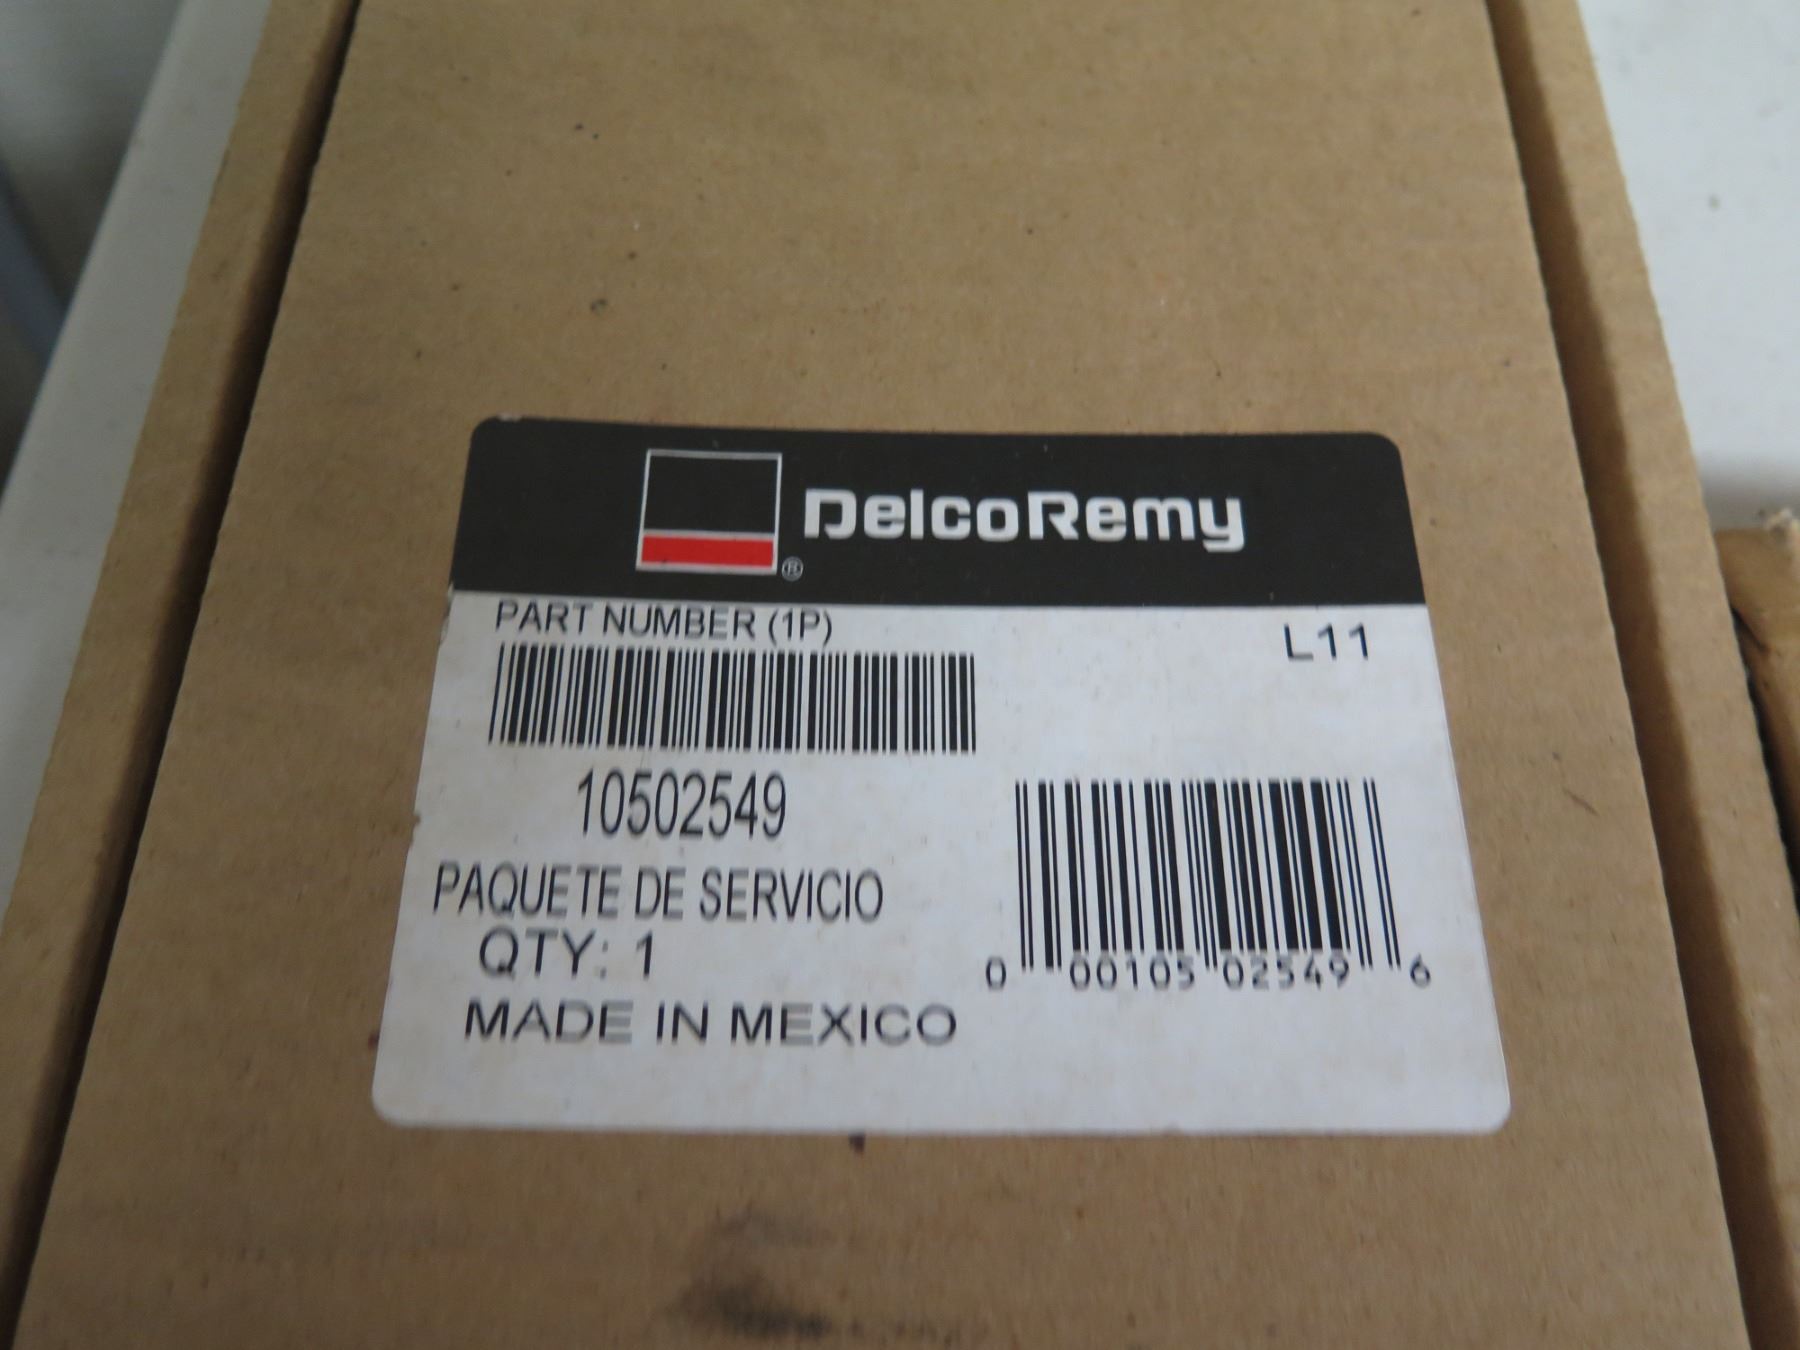 DelcoRemy
®
PART NUMBER (1P)
L11
10502549
PAQUETE DE SERVICIO
QTY: 1
0 00105 02549 6
MADE IN MEXICO